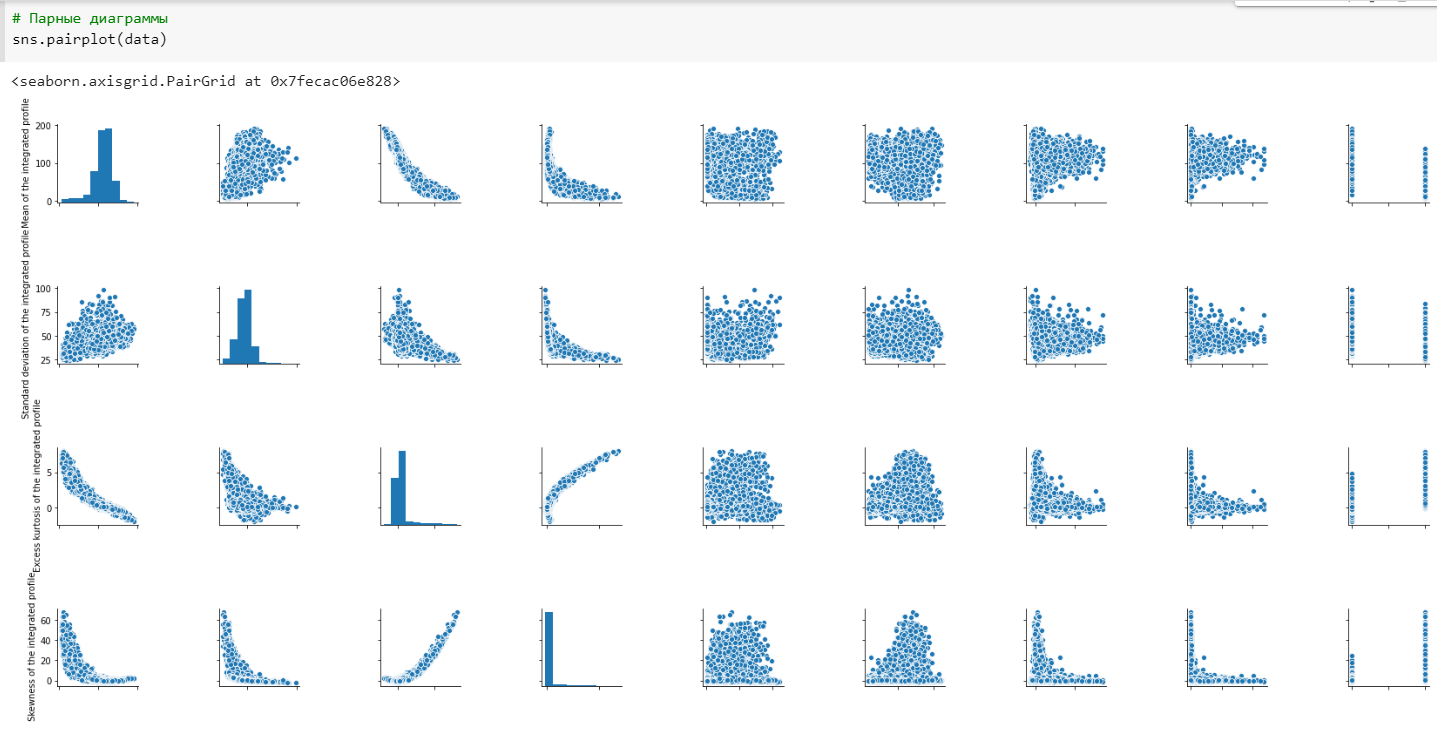 # Парные диаграммы
sns.pairplot(data)
<seaborn.axisgrid.PairGrid at 0x7fecac06e828>
Mean of the integrated profile
200
100
0
Standard deviation of the integrated profile
100
75
50
25
Excess kurtosis of the integrated profile
5
0
Skewness of the integrated profile
60
40
20
0